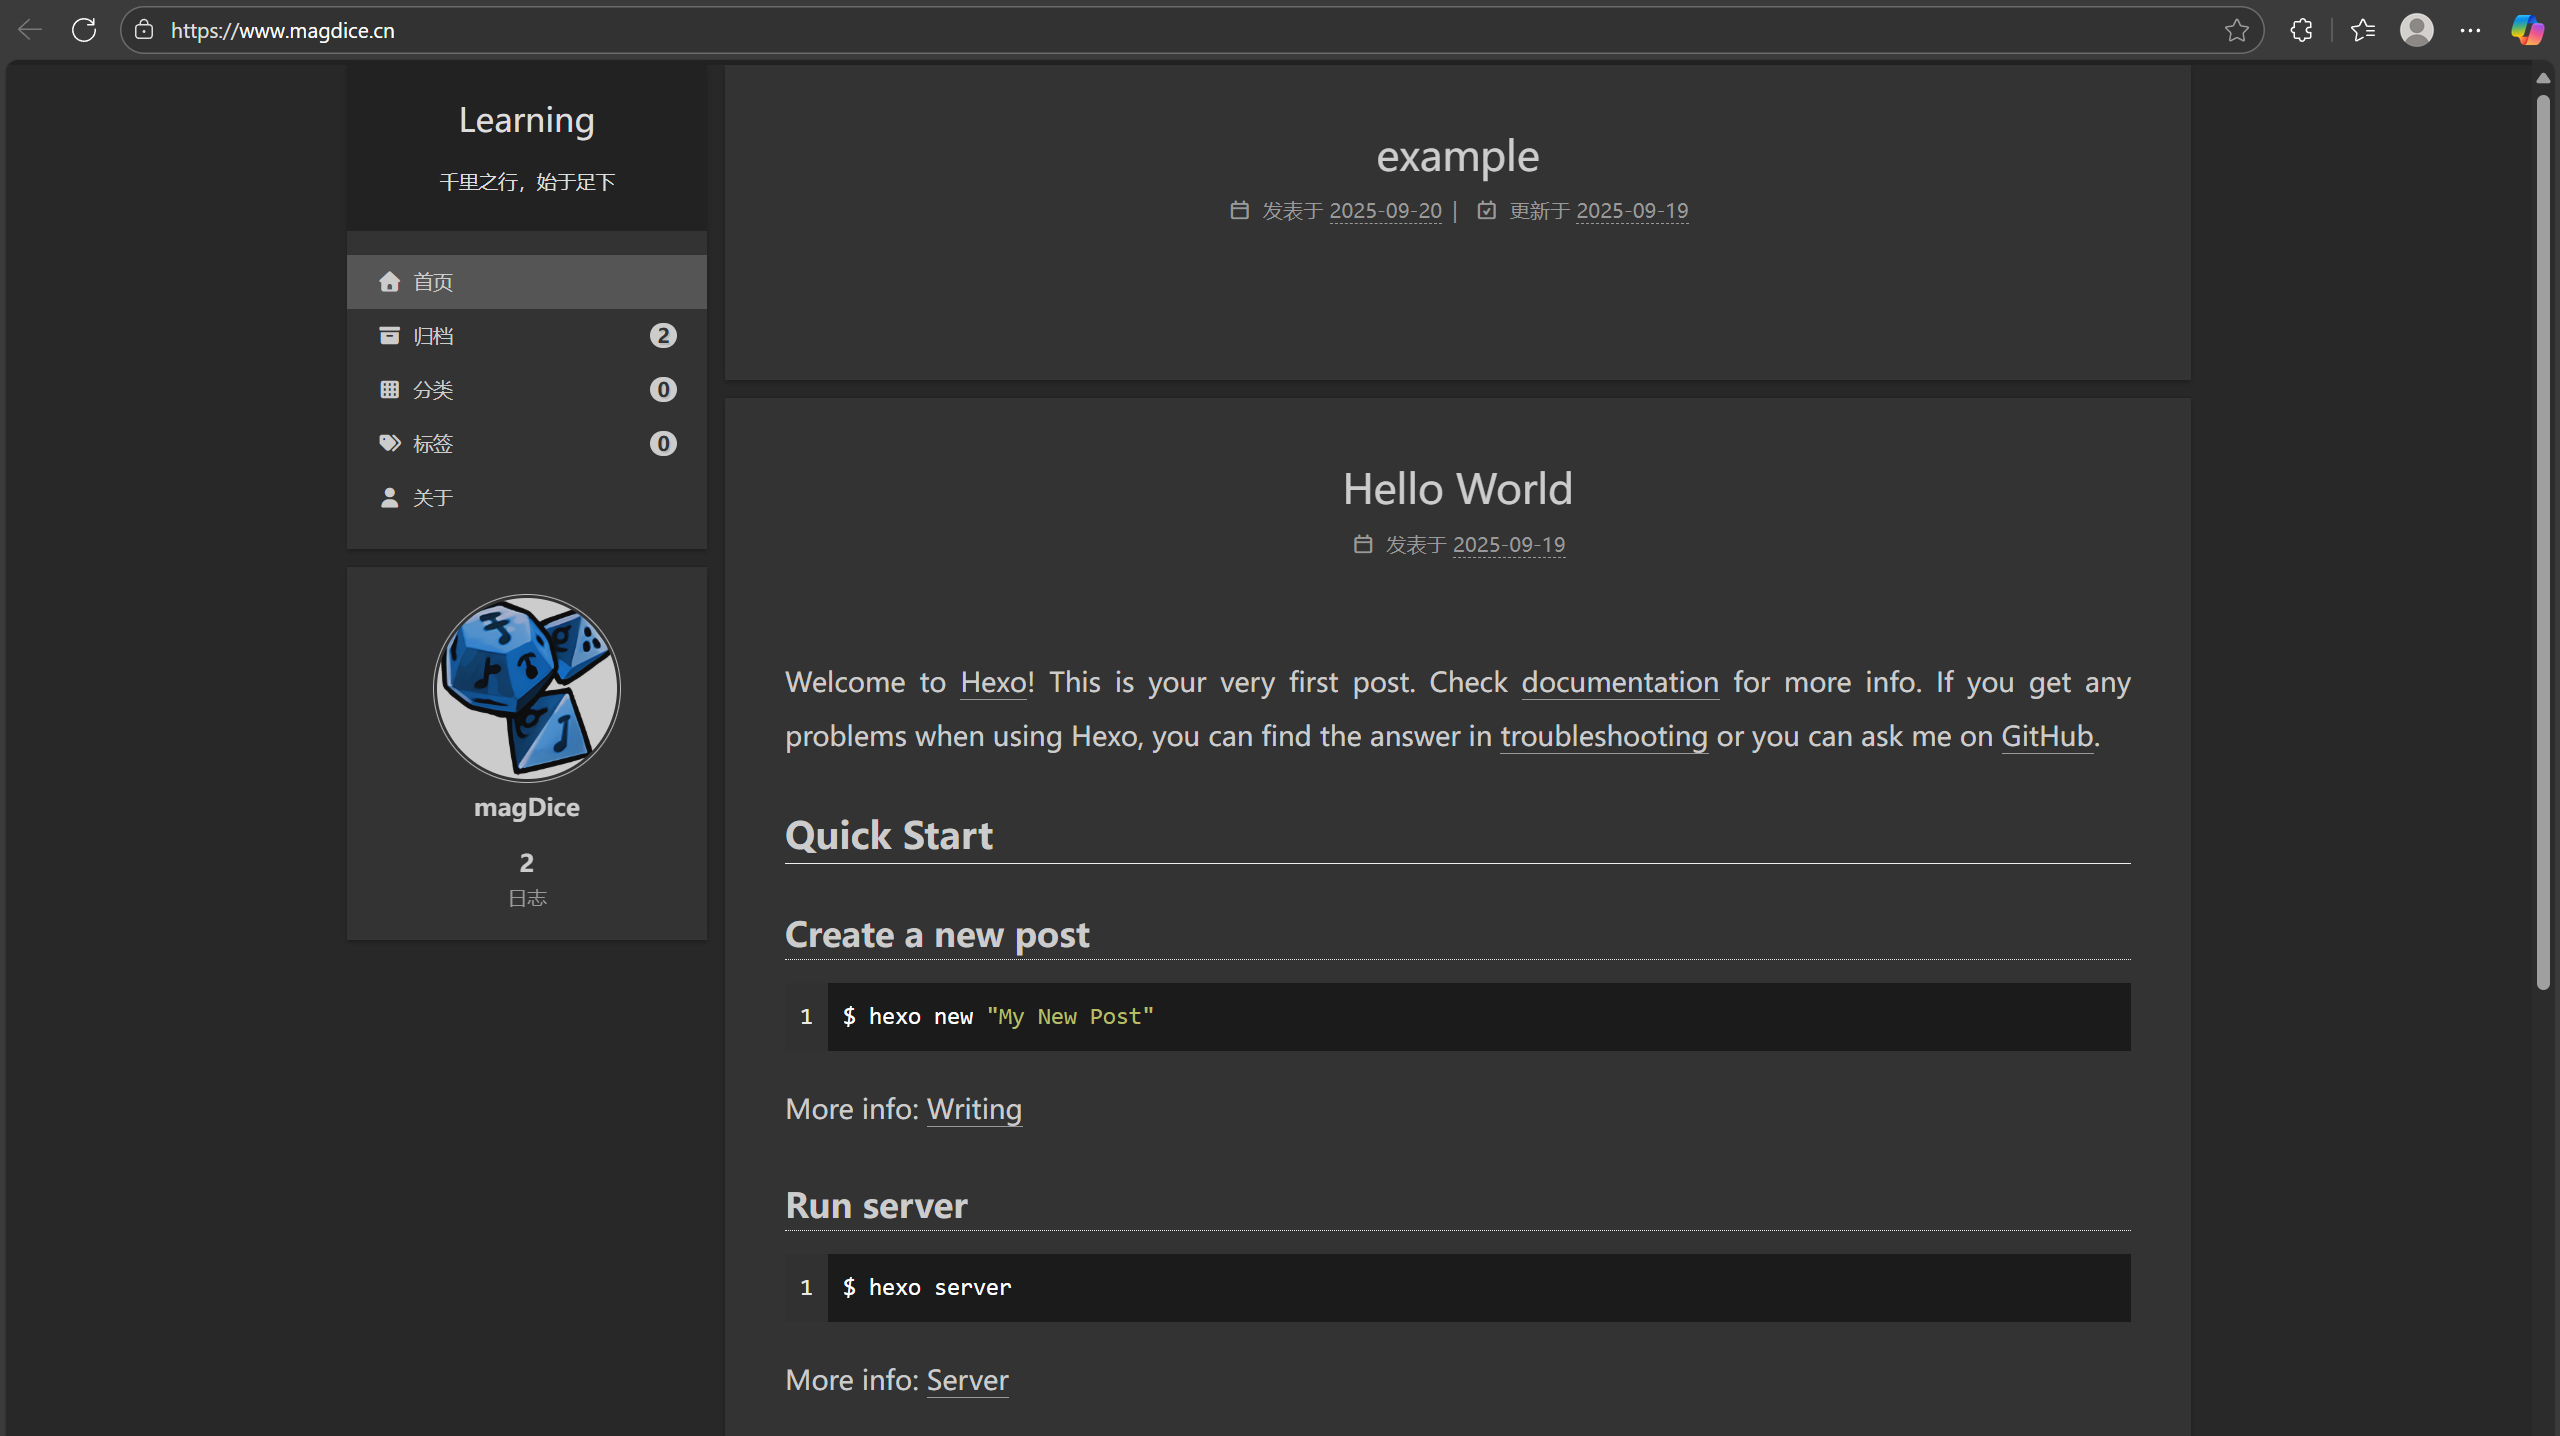 https://www.magdice.cn
Learning
千里之行，始于足下
首页
归档 2
分类 0
标签 0
关于
magDice
2
日志
example
发表于 2025-09-20 | 更新于 2025-09-19
Hello World
发表于 2025-09-19
Welcome to Hexo! This is your very first post. Check documentation for more info. If you get any
problems when using Hexo, you can find the answer in troubleshooting or you can ask me on GitHub.
Quick Start
Create a new post
1 $ hexo new "My New Post"
More info: Writing
Run server
1 $ hexo server
More info: Server